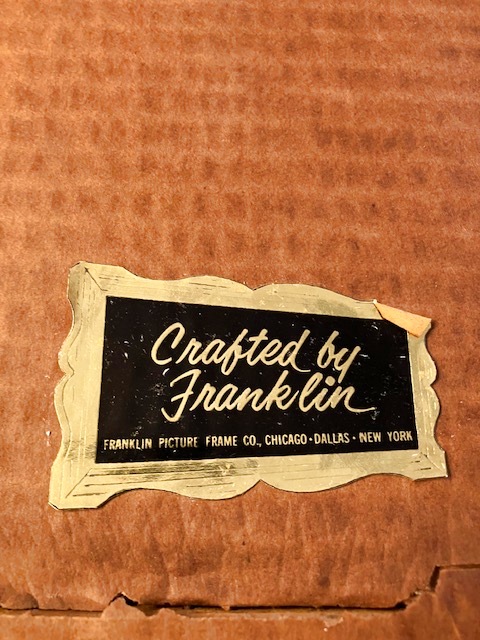 Crafted by
Franklin
FRANKLIN PICTURE FRAME CO., CHICAGO • DALLAS • NEW YORK